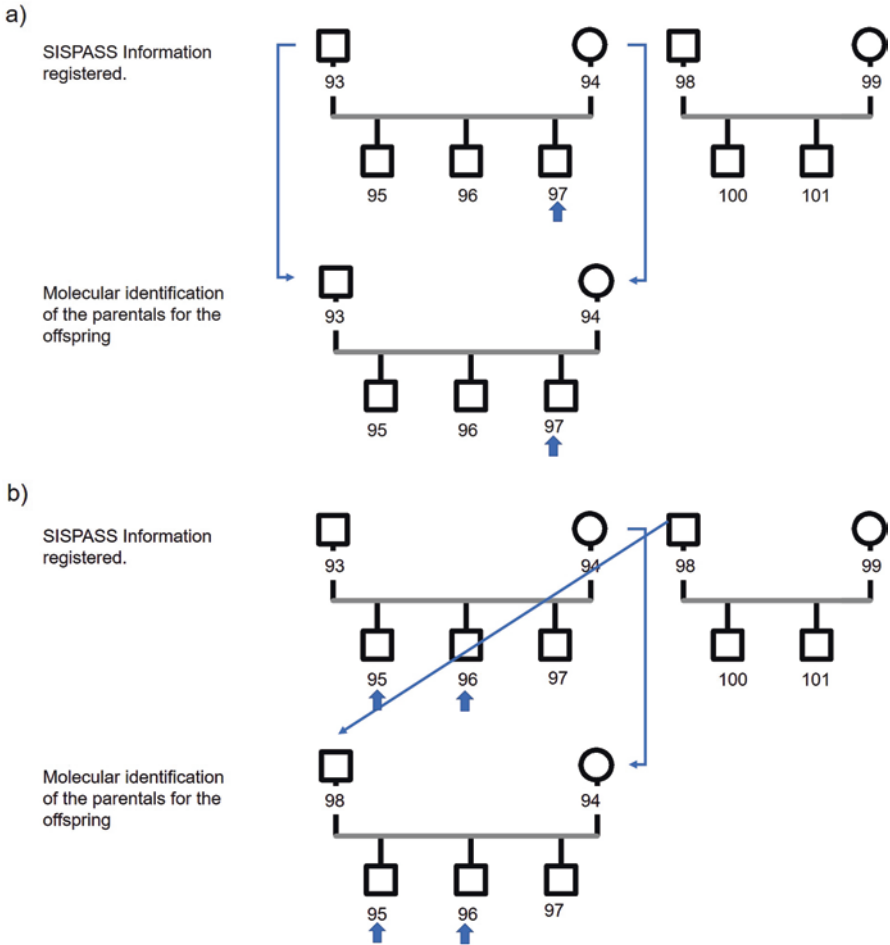 a)
SISPASS Information
registered.
93
94
98
99
95
96
97
100
101
Molecular identification
of the parentals for the
offspring
93
94
95
96
97
b)
SISPASS Information
registered.
93
94
98
99
95
96
97
100
101
Molecular identification
of the parentals for the
offspring
98
94
95
96
97